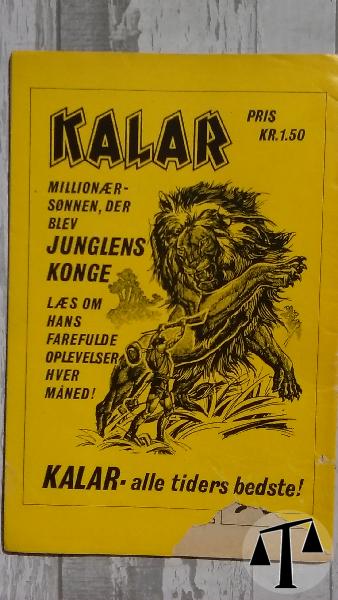 KALAR
PRIS
KR.1.50
MILLIONÆR-
SØNNEN, DER
BLEV
JUNGLENS
KONGE
LÆS OM
HANS
FAREFULDE
OPLEVELSER
HVER
MÅNED!
KALAR- alle tiders bedste!